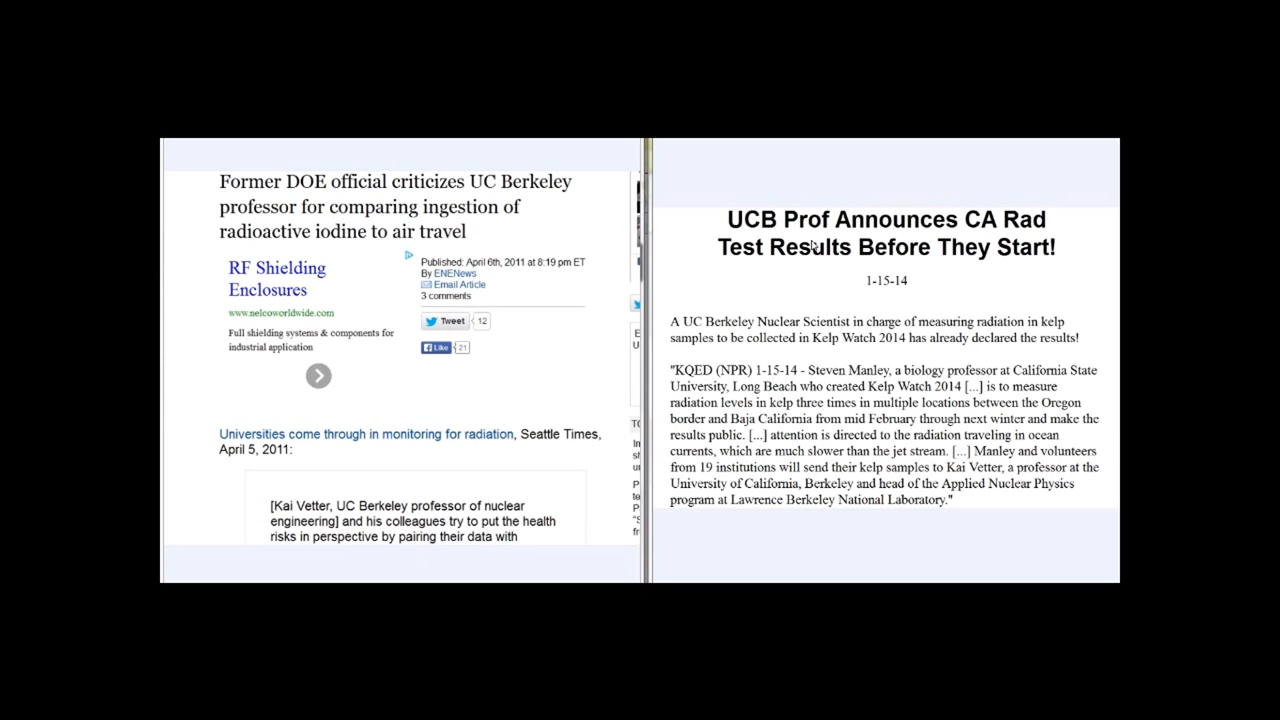 Former DOE official criticizes UC Berkeley
professor for comparing ingestion of
radioactive iodine to air travel
RF Shielding
Enclosures
www.nelcoworldwide.com
Full shielding systems & components for
industrial application
Published: April 6th, 2011 at 8:19 pm ET
By ENENews
Email Article
3 comments
Tweet 12
Like 21
Universities come through in monitoring for radiation, Seattle Times,
April 5, 2011:
[Kai Vetter, UC Berkeley professor of nuclear
engineering] and his colleagues try to put the health
risks in perspective by pairing their data with
UCB Prof Announces CA Rad
Test Results Before They Start!
1-15-14
A UC Berkeley Nuclear Scientist in charge of measuring radiation in kelp
samples to be collected in Kelp Watch 2014 has already declared the results!
"KQED (NPR) 1-15-14 - Steven Manley, a biology professor at California State
University, Long Beach who created Kelp Watch 2014 [...] is to measure
radiation levels in kelp three times in multiple locations between the Oregon
border and Baja California from mid February through next winter and make the
results public. [...] attention is directed to the radiation traveling in ocean
currents, which are much slower than the jet stream. [...] Manley and volunteers
from 19 institutions will send their kelp samples to Kai Vetter, a professor at the
University of California, Berkeley and head of the Applied Nuclear Physics
program at Lawrence Berkeley National Laboratory."